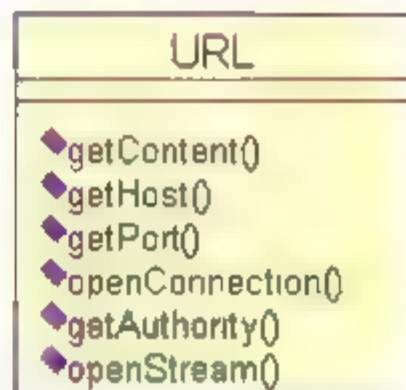 URL
getContent()
getHost()
getPort()
openConnection()
getAuthority()
openStream()